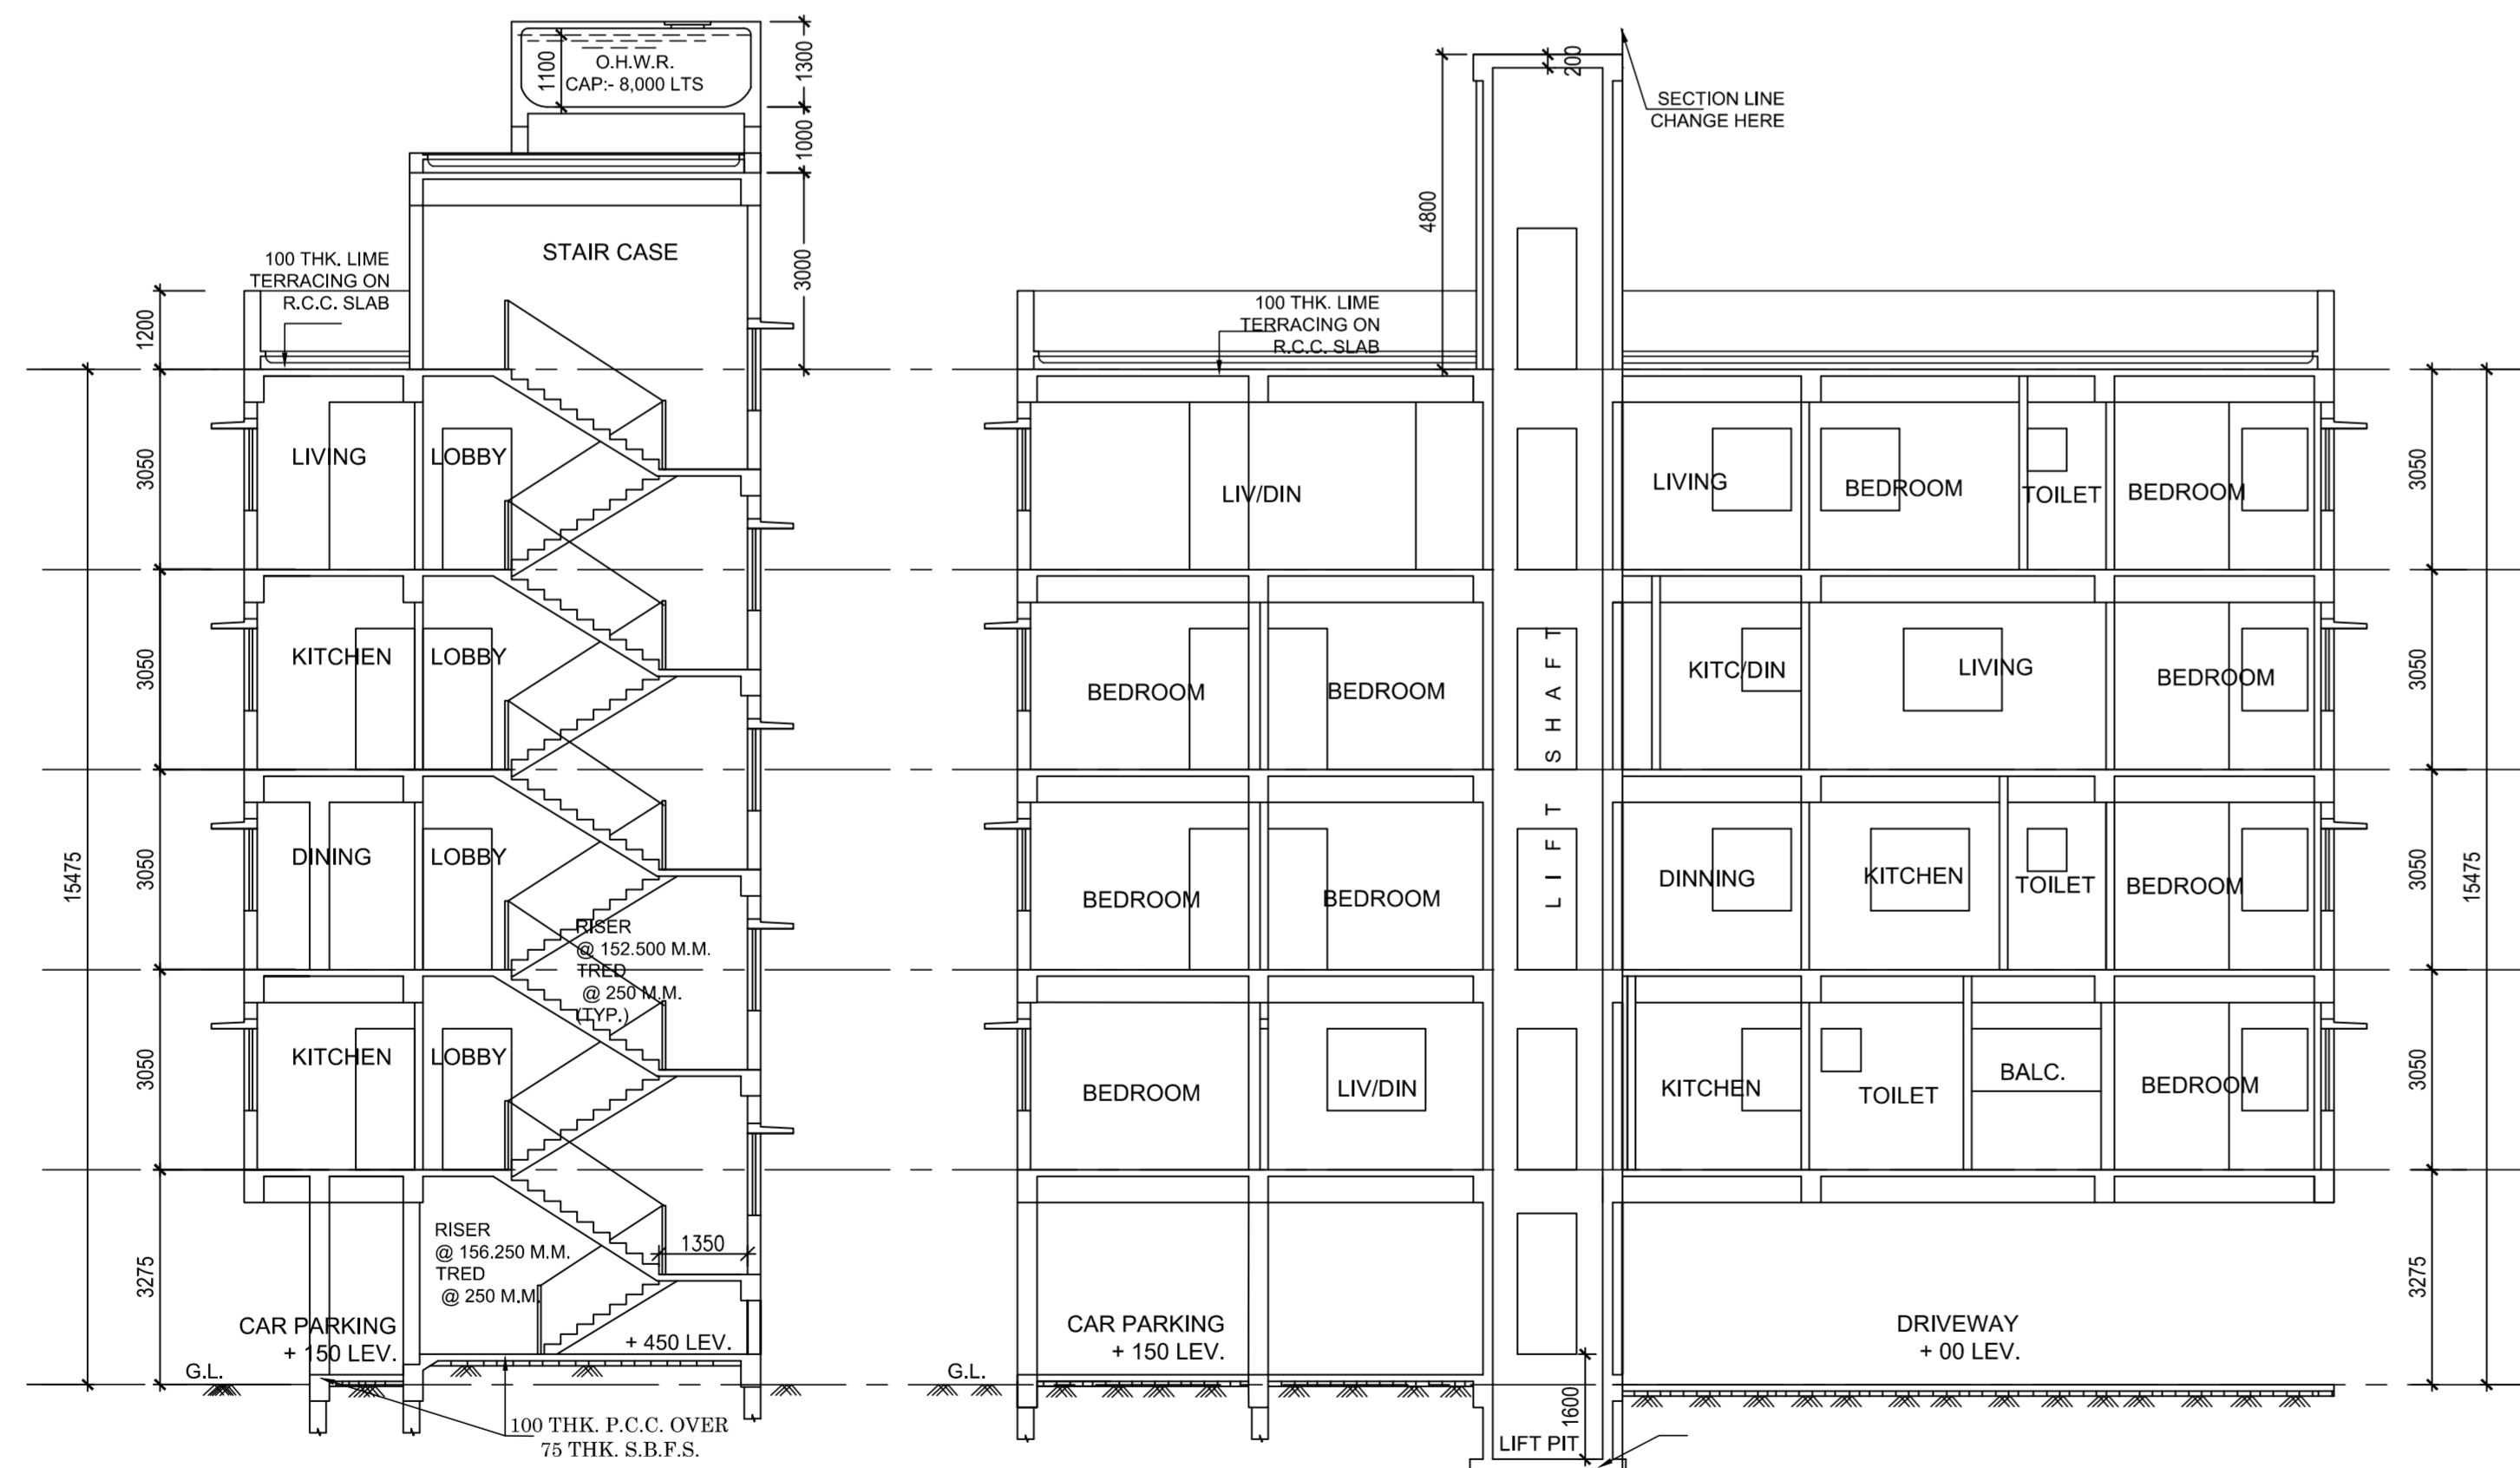 1100
O.H.W.R.
CAP:- 8,000 LTS
1300
1000
3000
STAIR CASE
100 THK. LIME
TERRACING ON
R.C.C. SLAB
1200
15475
3050
3050
3050
3050
3275
LIVING
LOBBY
KITCHEN
LOBBY
DINING
LOBBY
KITCHEN
LOBBY
RISER
@ 152.500 M.M.
TRED
@ 250 M.M.
(TYP.)
RISER
@ 156.250 M.M.
TRED
@ 250 M.M.
1350
CAR PARKING
+ 150 LEV.
+ 450 LEV.
G.L.
100 THK. P.C.C. OVER
75 THK. S.B.F.S.
200
SECTION LINE
CHANGE HERE
4800
100 THK. LIME
TERRACING ON
R.C.C. SLAB
LIV/DIN
LIVING
BEDROOM
TOILET
BEDROOM
BEDROOM
BEDROOM
KITC/DIN
LIVING
BEDROOM
LIFT SHAFT
BEDROOM
BEDROOM
DINNING
KITCHEN
TOILET
BEDROOM
BEDROOM
LIV/DIN
KITCHEN
TOILET
BALC.
BEDROOM
CAR PARKING
+ 150 LEV.
DRIVEWAY
+ 00 LEV.
G.L.
1600
LIFT PIT
3050
3050
3050
3050
3275
15475